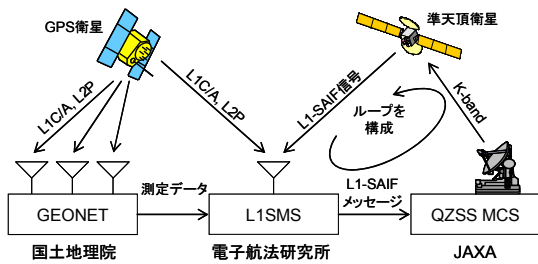 GPS衛星
準天頂衛星
L1C/A, L2P
L1C/A, L2P
L1-SAIF信号
K-band
ループを
構成
測定データ
L1-SAIF
メッセージ
GEONET
L1SMS
QZSS MCS
国土地理院
電子航法研究所
JAXA